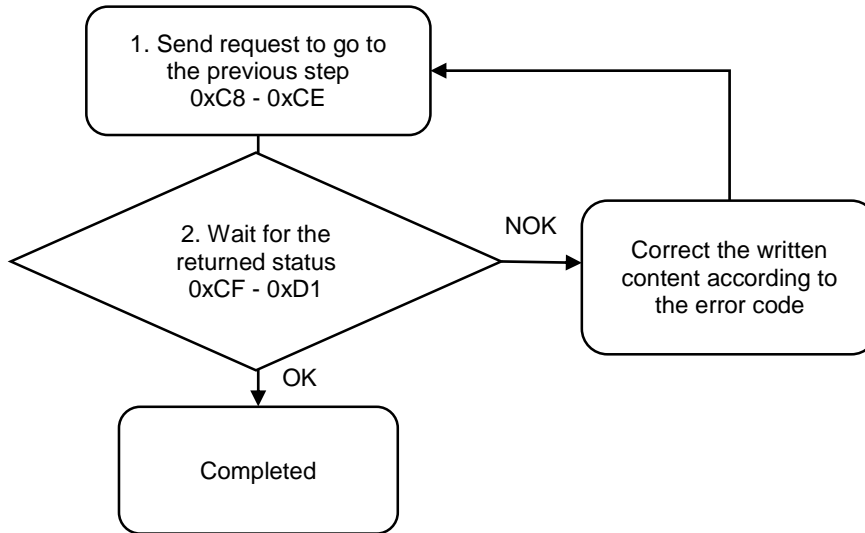 1. Send request to go to
the previous step
0xC8 - 0xCE
2. Wait for the
returned status
0xCF - 0xD1
NOK
Correct the written
content according to
the error code
OK
Completed